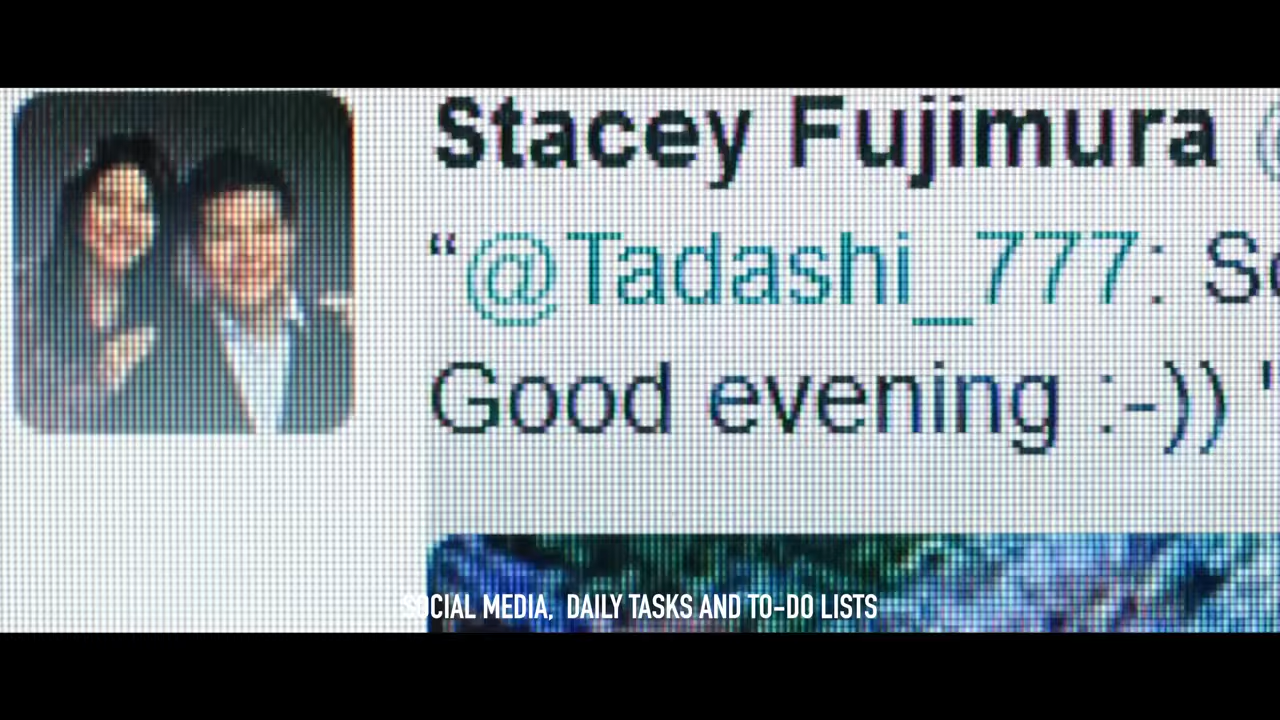 Stacey Fujimura
“@Tadashi_777:
Good evening :-)) "
SOCIAL MEDIA, DAILY TASKS AND TO-DO LISTS